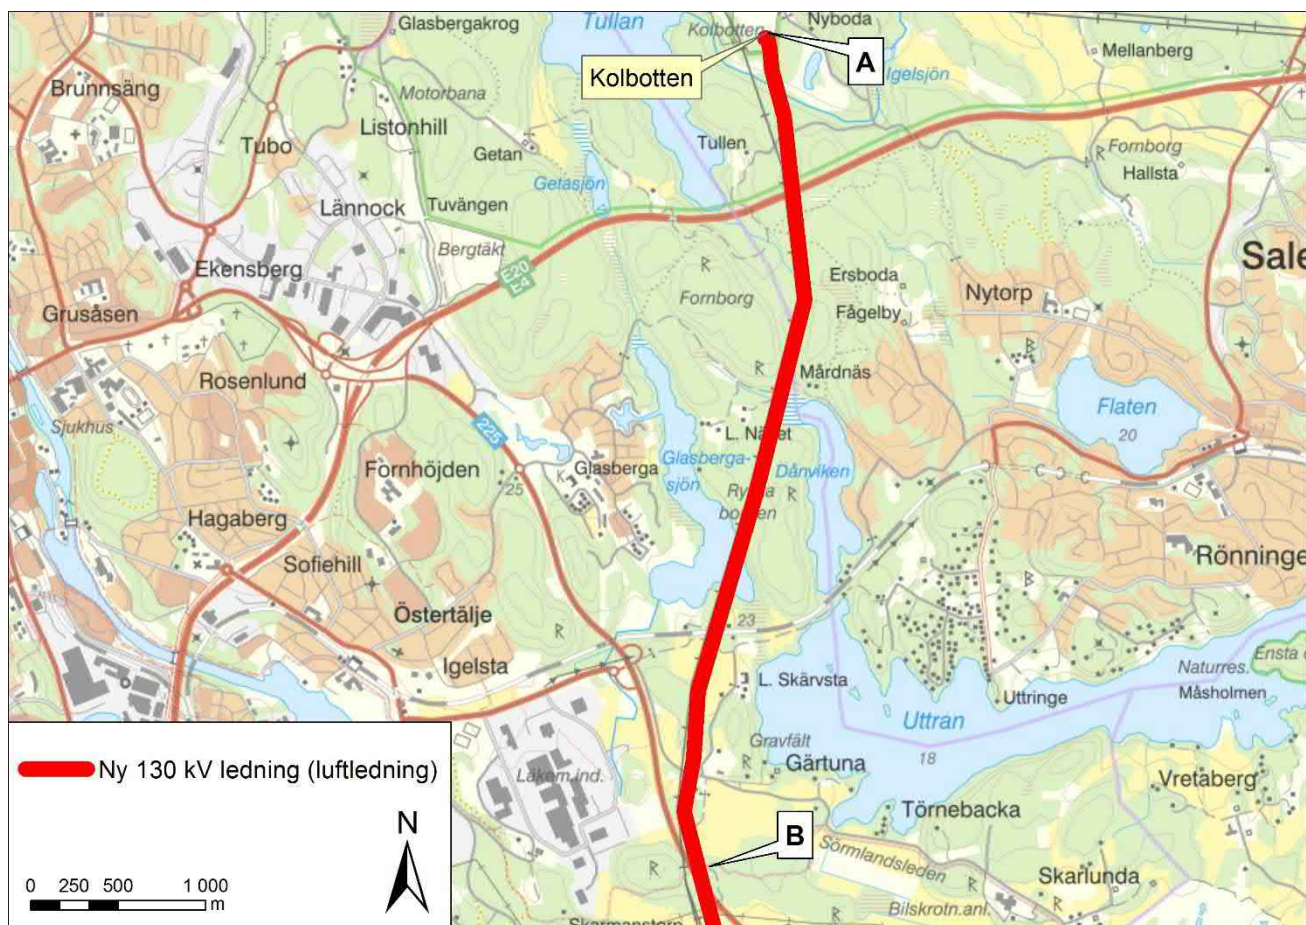 Glasbergakrog
Tullan
Kolbotten
Nyboda
A
Kolbotten
Igelsjön
Mellanberg
Brunnsäng
Motorbana
Listonhill
Tubo
Getan
Tullen
Fornborg
Hallsta
Getasjön
Lännock
Tuvängen
Bergtäkt
E20
E4
Ekensberg
Fornborg
Ersboda
Nytorp
Sale
Grusåsen
Fågelby
Rosenlund
Mårdnäs
Flaten
20
Sjukhus
225
L. Näset
Fornhöjden
25
Glasberga
Glasberga-
sjön
Dånviken
Hagaberg
Rönninge
Sofiehill
Östertälje
23
Igelsta
L. Skärvsta
Uttringe
Naturres.
Ensta
Måsholmen
Uttran
18
Gravfält
Gärtuna
Läkem.ind.
Vretaberg
Törnebacka
B
Sörmlandsleden
Skarlunda
Bilskrotn.anl.
Skarmanstorp
Ny 130 kV ledning (luftledning)
N
0 250 500 1 000
m